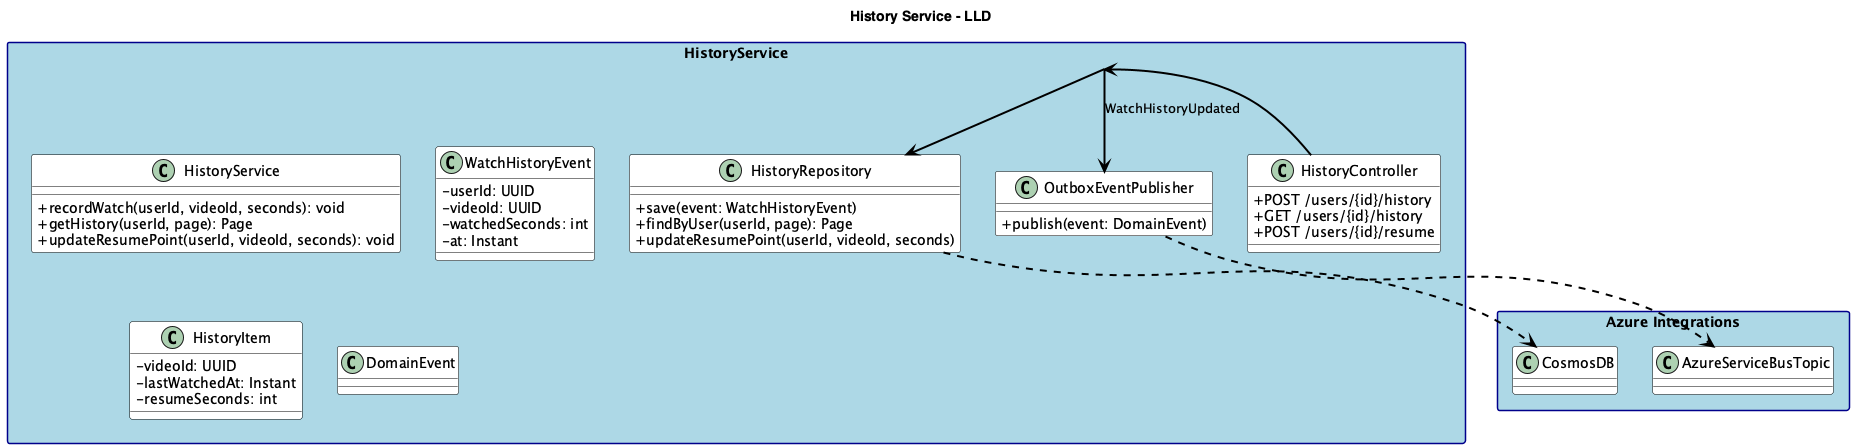 History Service - LLD
HistoryService
WatchHistoryUpdated
C HistoryService
+recordWatch(userId, videoId, seconds): void
+getHistory(userId, page): Page
+updateResumePoint(userId, videoId, seconds): void
C WatchHistoryEvent
-userId: UUID
-videoId: UUID
-watchedSeconds: int
-at: Instant
C HistoryRepository
+save(event: WatchHistoryEvent)
+findByUser(userId, page): Page
+updateResumePoint(userId, videoId, seconds)
C OutboxEventPublisher
+publish(event: DomainEvent)
C HistoryController
+POST /users/{id}/history
+GET /users/{id}/history
+POST /users/{id}/resume
C HistoryItem
-videoId: UUID
-lastWatchedAt: Instant
-resumeSeconds: int
C DomainEvent
Azure Integrations
C CosmosDB
C AzureServiceBusTopic